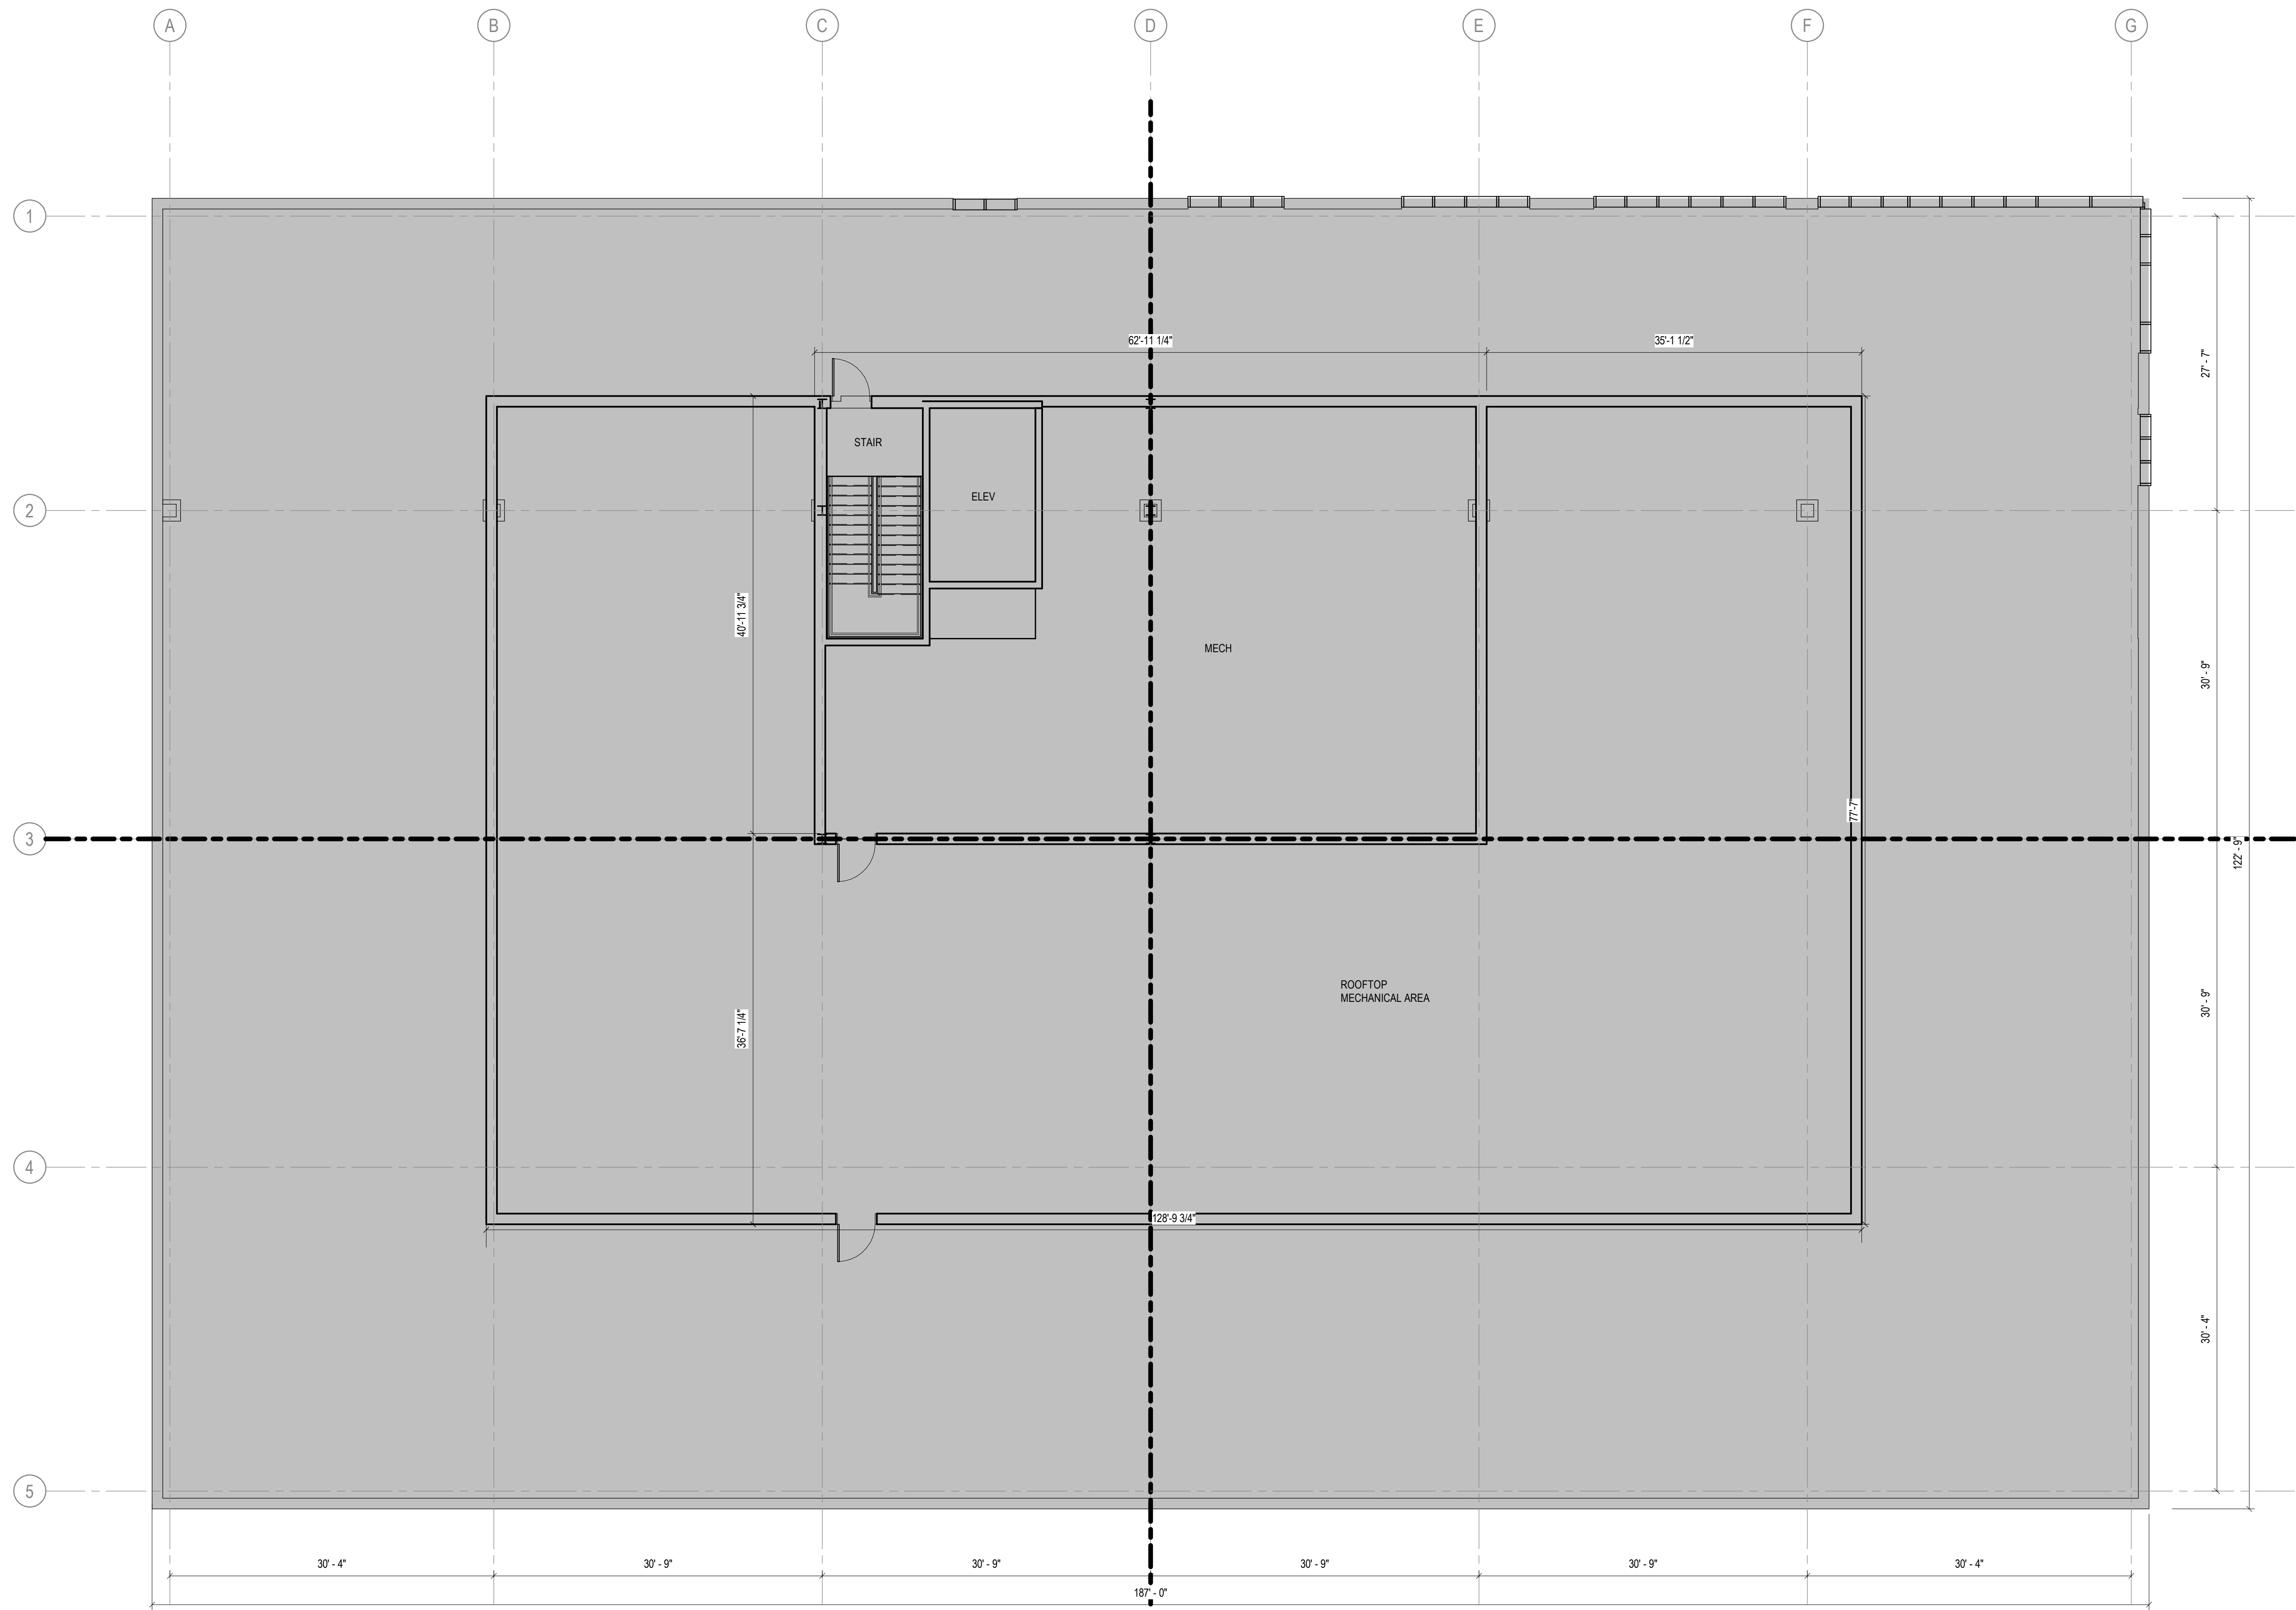 A
B
C
D
E
F
G
1
62'-11 1/4"
35'-1 1/2"
27' - 7"
STAIR
ELEV
2
40'-11 3/4"
MECH
30' - 9"
77'-7"
3
122' - 9"
ROOFTOP
MECHANICAL AREA
30' - 9"
36'-7 1/4"
4
128'-9 3/4"
30' - 4"
5
30' - 4"
30' - 9"
30' - 9"
30' - 9"
30' - 9"
30' - 4"
187' - 0"